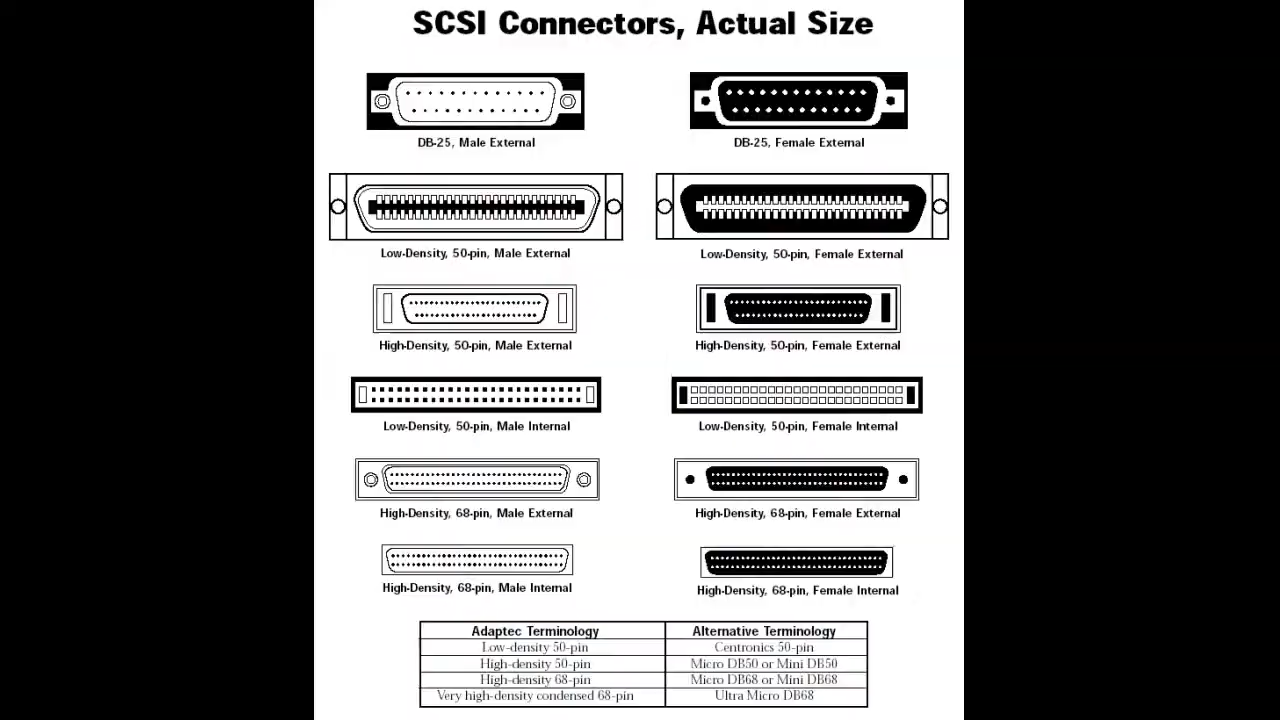 SCSI Connectors, Actual Size
DB-25, Male External
DB-25, Female External
Low-Density, 50-pin, Male External
Low-Density, 50-pin, Female External
High-Density, 50-pin, Male External
High-Density, 50-pin, Female External
Low-Density, 50-pin, Male Internal
Low-Density, 50-pin, Female Internal
High-Density, 68-pin, Male External
High-Density, 68-pin, Female External
High-Density, 68-pin, Male Internal
High-Density, 68-pin, Female Internal
Adaptec Terminology Alternative Terminology
Low-density 50-pin Centronics 50-pin
High-density 50-pin Micro DB50 or Mini DB50
High-density 68-pin Micro DB68 or Mini DB68
Very high-density condensed 68-pin Ultra Micro DB68